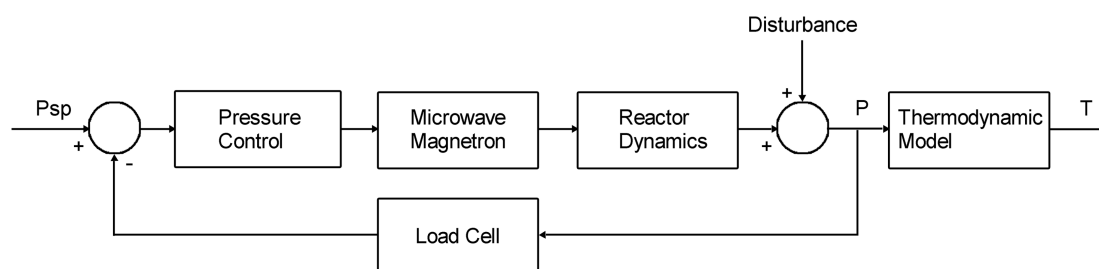 Disturbance
Psp
+
-
Pressure
Control
Microwave
Magnetron
Reactor
Dynamics
+
+
P
Thermodynamic
Model
T
Load Cell